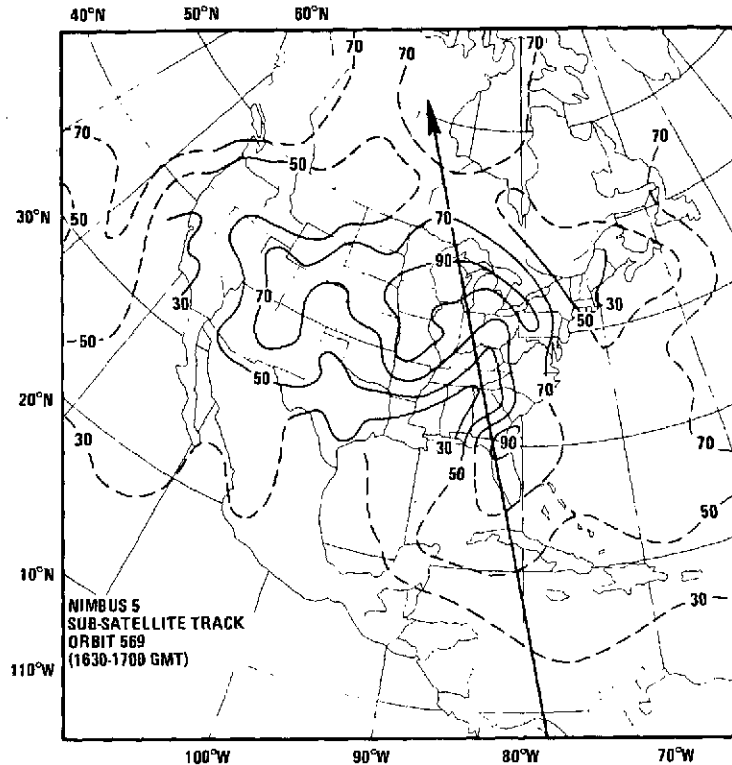 40°N 50°N 60°N
70 70 70
70 50 70
30°N 50 70
90
30 70 30
50 50
50
20°N 70
30 30 90 70
50
50
10°N
30
NIMBUS 5
SUB-SATELLITE TRACK
ORBIT 569
(1630-1700 GMT)
110°W
100°W 90°W 80°W 70°W